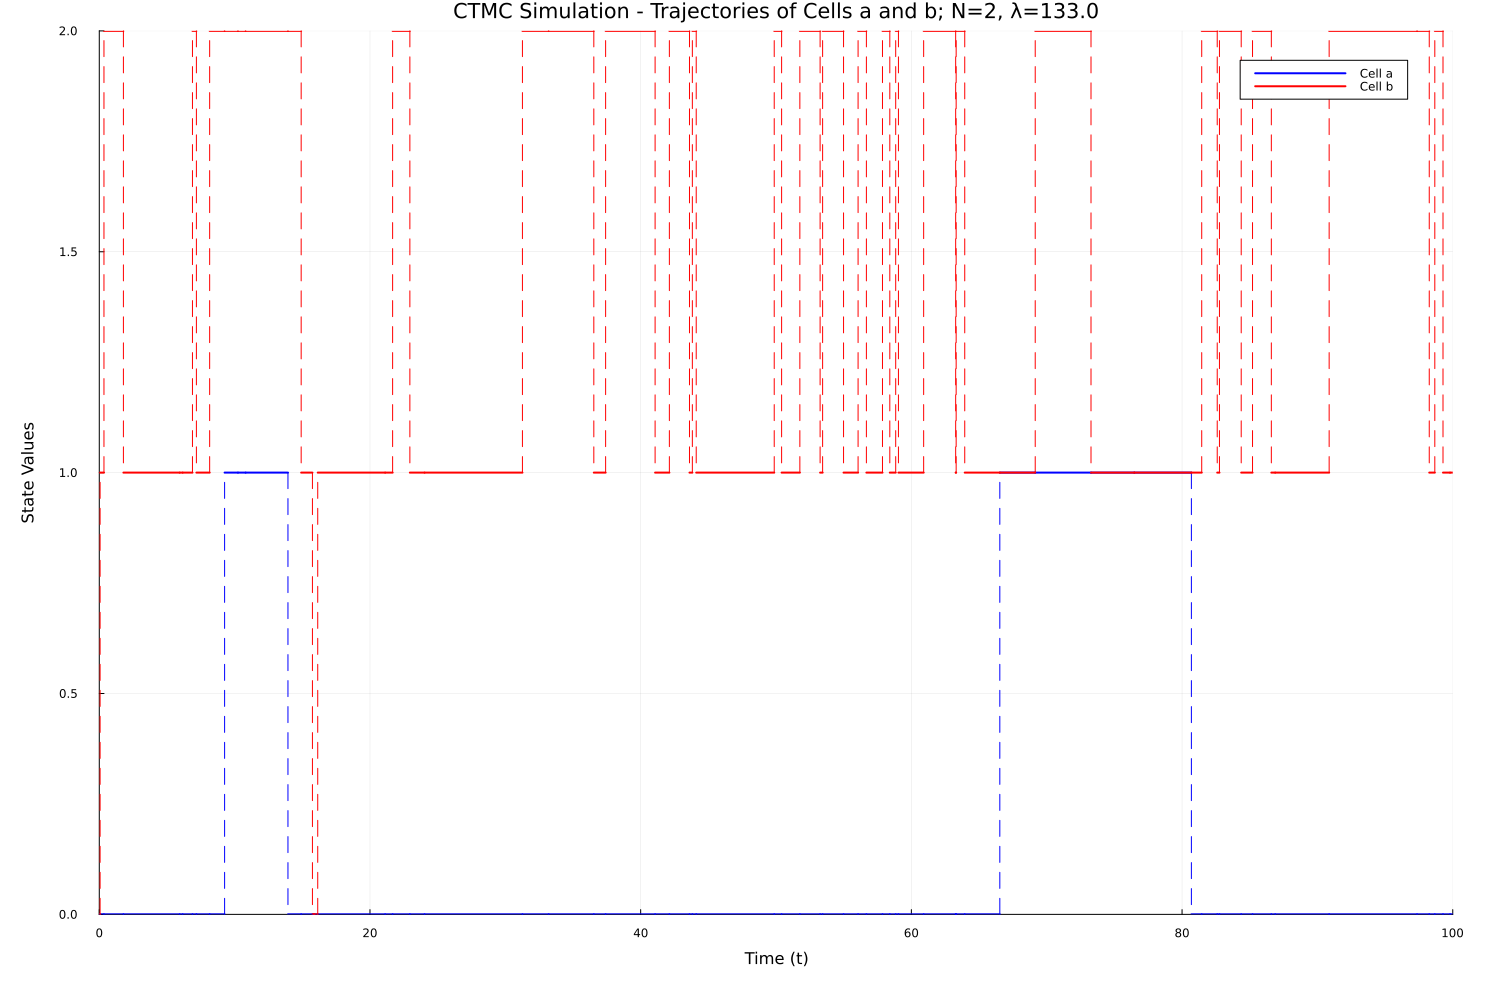 CTMC Simulation - Trajectories of Cells a and b; N=2, λ=133.0
2.0
Cell a
Cell b
1.5
1.0
State Values
0.5
0.0
0 20 40 60 80 100
Time (t)